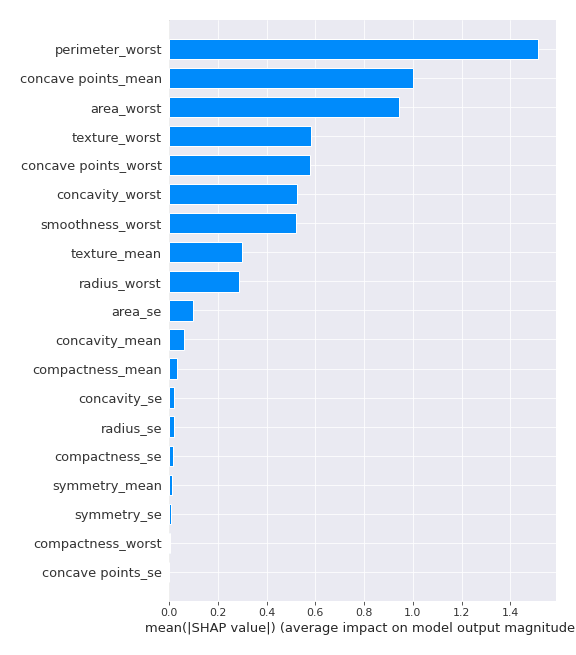 perimeter_worst
concave points_mean
area_worst
texture_worst
concave points_worst
concavity_worst
smoothness_worst
texture_mean
radius_worst
area_se
concavity_mean
compactness_mean
concavity_se
radius_se
compactness_se
symmetry_mean
symmetry_se
compactness_worst
concave points_se
0.0 0.2 0.4 0.6 0.8 1.0 1.2 1.4
mean(|SHAP value|) (average impact on model output magnitude